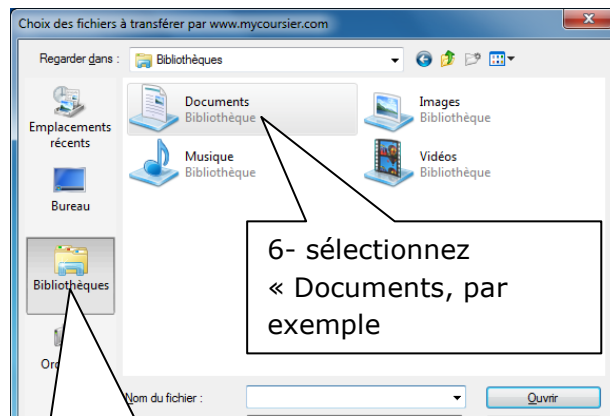 Choix des fichiers à transférer par www.mycoursier.com
Regarder dans :
Bibliothèques
Emplacements
récents
Bureau
Bibliothèques
Documents
Bibliothèque
Images
Bibliothèque
Musique
Bibliothèque
Vidéos
Bibliothèque
6- sélectionnez
« Documents, par
exemple
Nom du fichier :
Ouvrir